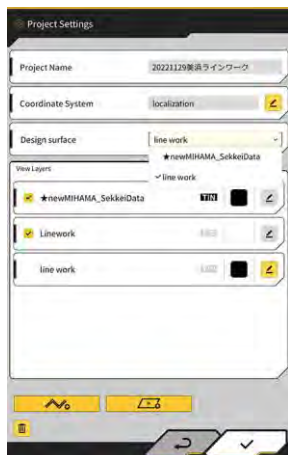 Project Settings
Project Name
20221129美浜ラインワーク
Coordinate System
localization
Design surface
line work
★newMIHAMA_SekkeiData
✓line work
View Layers
★newMIHAMA_SekkeiData
TIN
Linework
line work